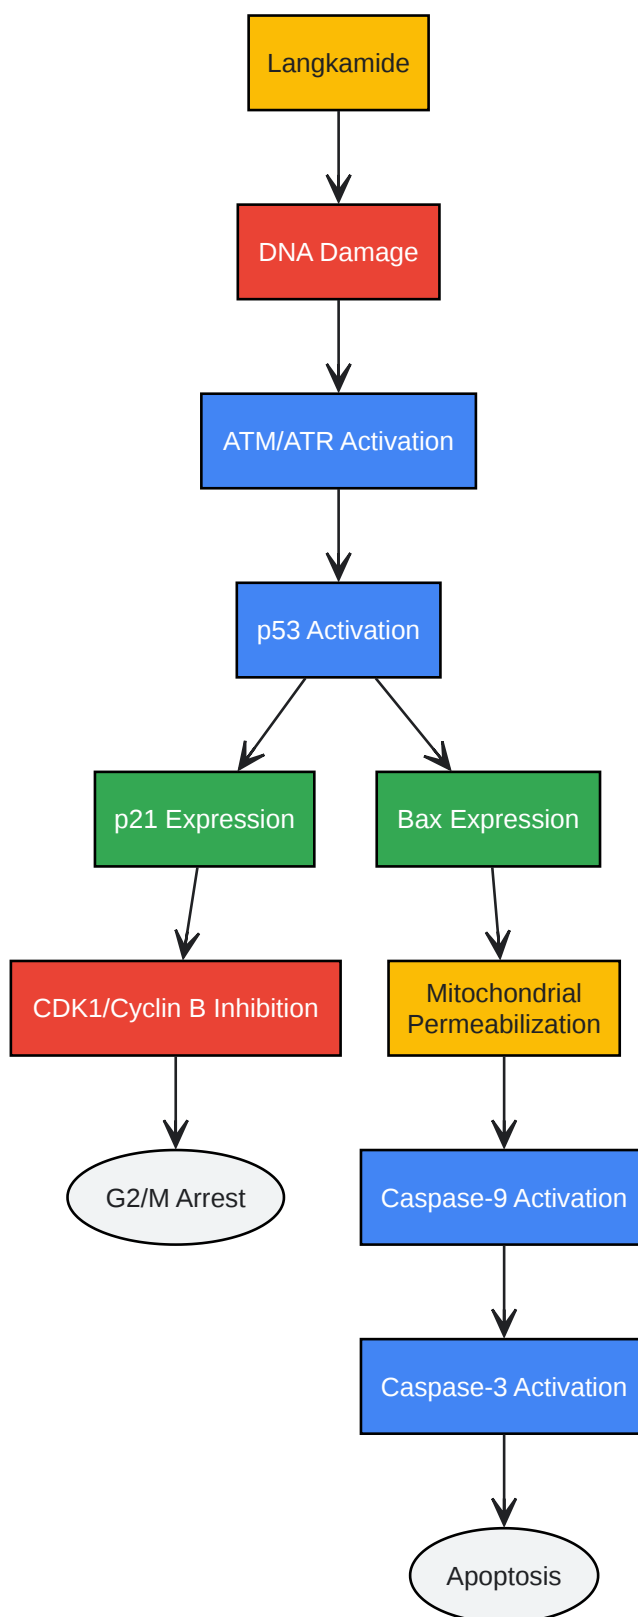 Langkamide
DNA Damage
ATM/ATR Activation
p53 Activation
p21 Expression
Bax Expression
CDK1/Cyclin B Inhibition
Mitochondrial
Permeabilization
G2/M Arrest
Caspase-9 Activation
Caspase-3 Activation
Apoptosis